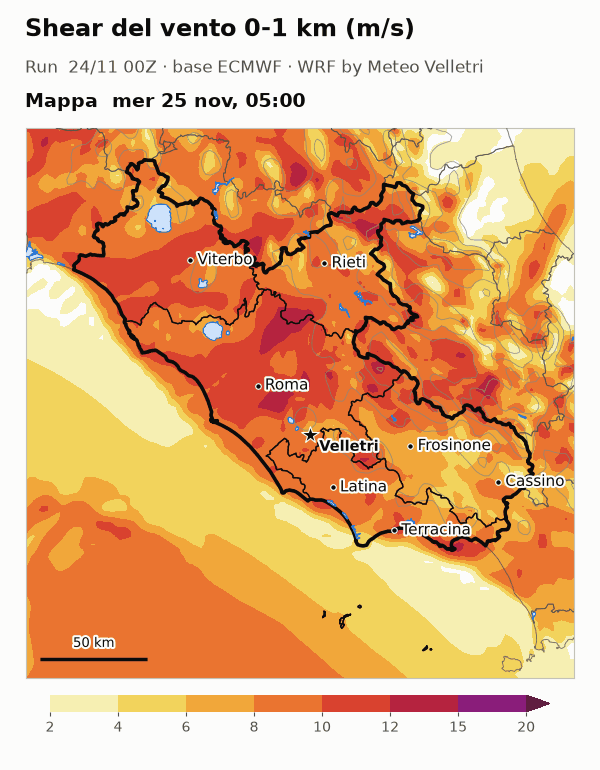 Shear del vento 0-1 km (m/s)
Run  24/11 00Z · base ECMWF · WRF by Meteo Velletri
Mappa  mer 25 nov, 05:00
Viterbo
Rieti
Roma
Velletri
Frosinone
Cassino
Latina
Terracina
50 km
2 4 6 8 10 12 15 20